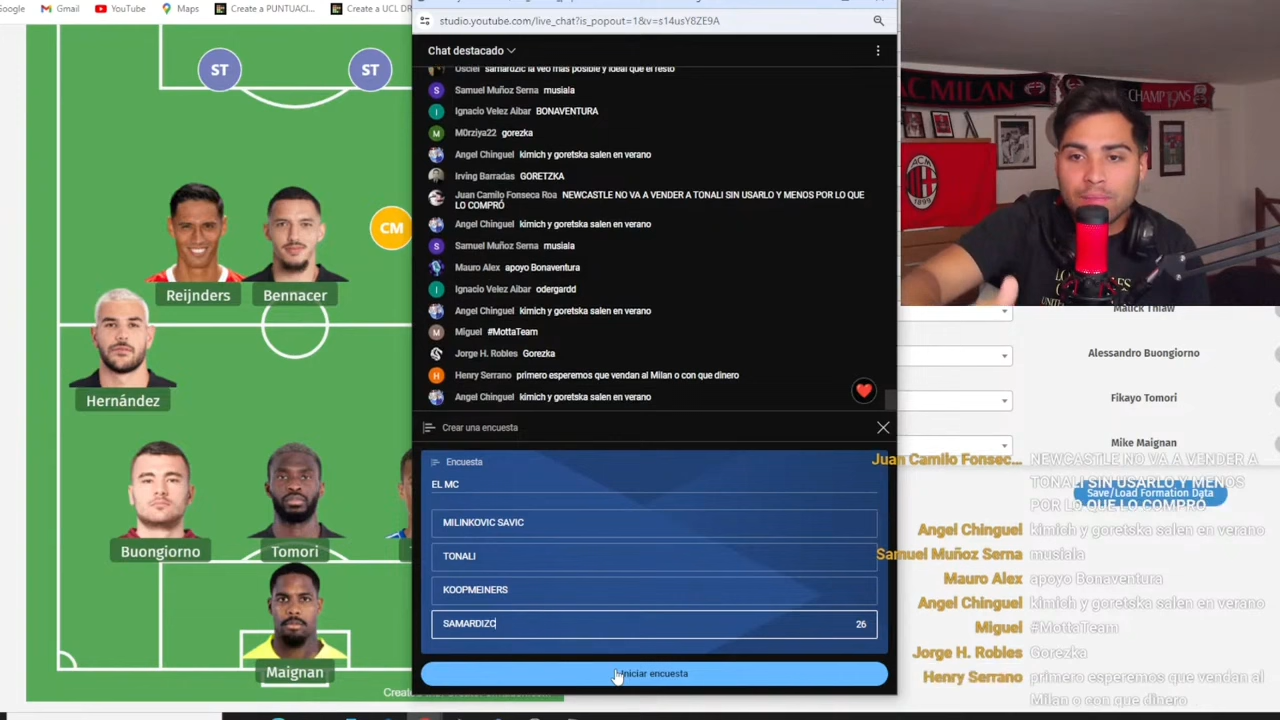 Gmail
YouTube
Maps
Create a PUNTUACI...
Create a UCL DR
studio.youtube.com/live_chat?is_popout=1&v=s14usY8ZE9A
Chat destacado
samardzic la veo mas posible y ideal que el resto
Samuel Muñoz Serna musiala
Ignacio Velez Aibar BONAVENTURA
M0rziya22 gorezka
Angel Chinguel kimich y goretska salen en verano
Irving Barradas GORETZKA
Juan Camilo Fonseca Roa NEWCASTLE NO VA A VENDER A TONALI SIN USARLO Y MENOS POR LO QUE
LO COMPRÓ
Angel Chinguel kimich y goretska salen en verano
Samuel Muñoz Serna musiala
Mauro Alex apoyo Bonaventura
Ignacio Velez Aibar odergardd
Angel Chinguel kimich y goretska salen en verano
Miguel #MottaTeam
Jorge H. Robles Gorezka
Henry Serrano primero esperemos que vendan al Milan o con que dinero
Angel Chinguel kimich y goretska salen en verano
Crear una encuesta
Encuesta
EL MC
MILINKOVIC SAVIC
TONALI
KOOPMEINERS
SAMARDIZC 26
Iniciar encuesta
ST
ST
CM
Reijnders
Bennacer
Hernández
Buongiorno
Tomori
Maignan
AC MILAN
CHAMPIONS
ACM
1899
Malick Thiaw
Alessandro Buongiorno
Fikayo Tomori
Mike Maignan
Save/Load Formation Data
Juan Camilo Fonsec... NEWCASTLE NO VA A VENDER A
TONALI SIN USARLO Y MENOS
POR LO QUE LO COMPRÓ
Angel Chinguel kimich y goretska salen en verano
Samuel Muñoz Serna musiala
Mauro Alex apoyo Bonaventura
Angel Chinguel kimich y goretska salen en verano
Miguel #MottaTeam
Jorge H. Robles Gorezka
Henry Serrano primero esperemos que vendan al
Milan o con que dinero